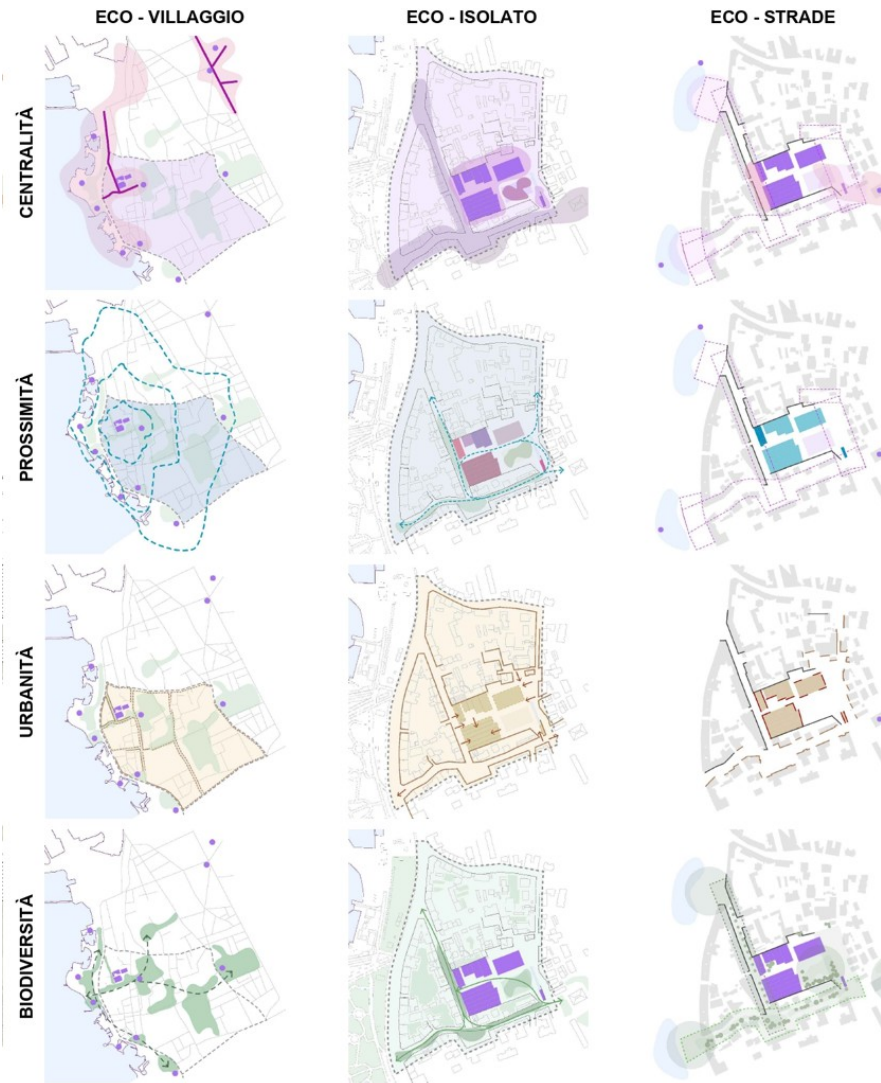 ECO - VILLAGGIO
ECO - ISOLATO
ECO - STRADE
CENTRALITÀ
PROSSIMITÀ
URBANITÀ
BIODIVERSITÀ